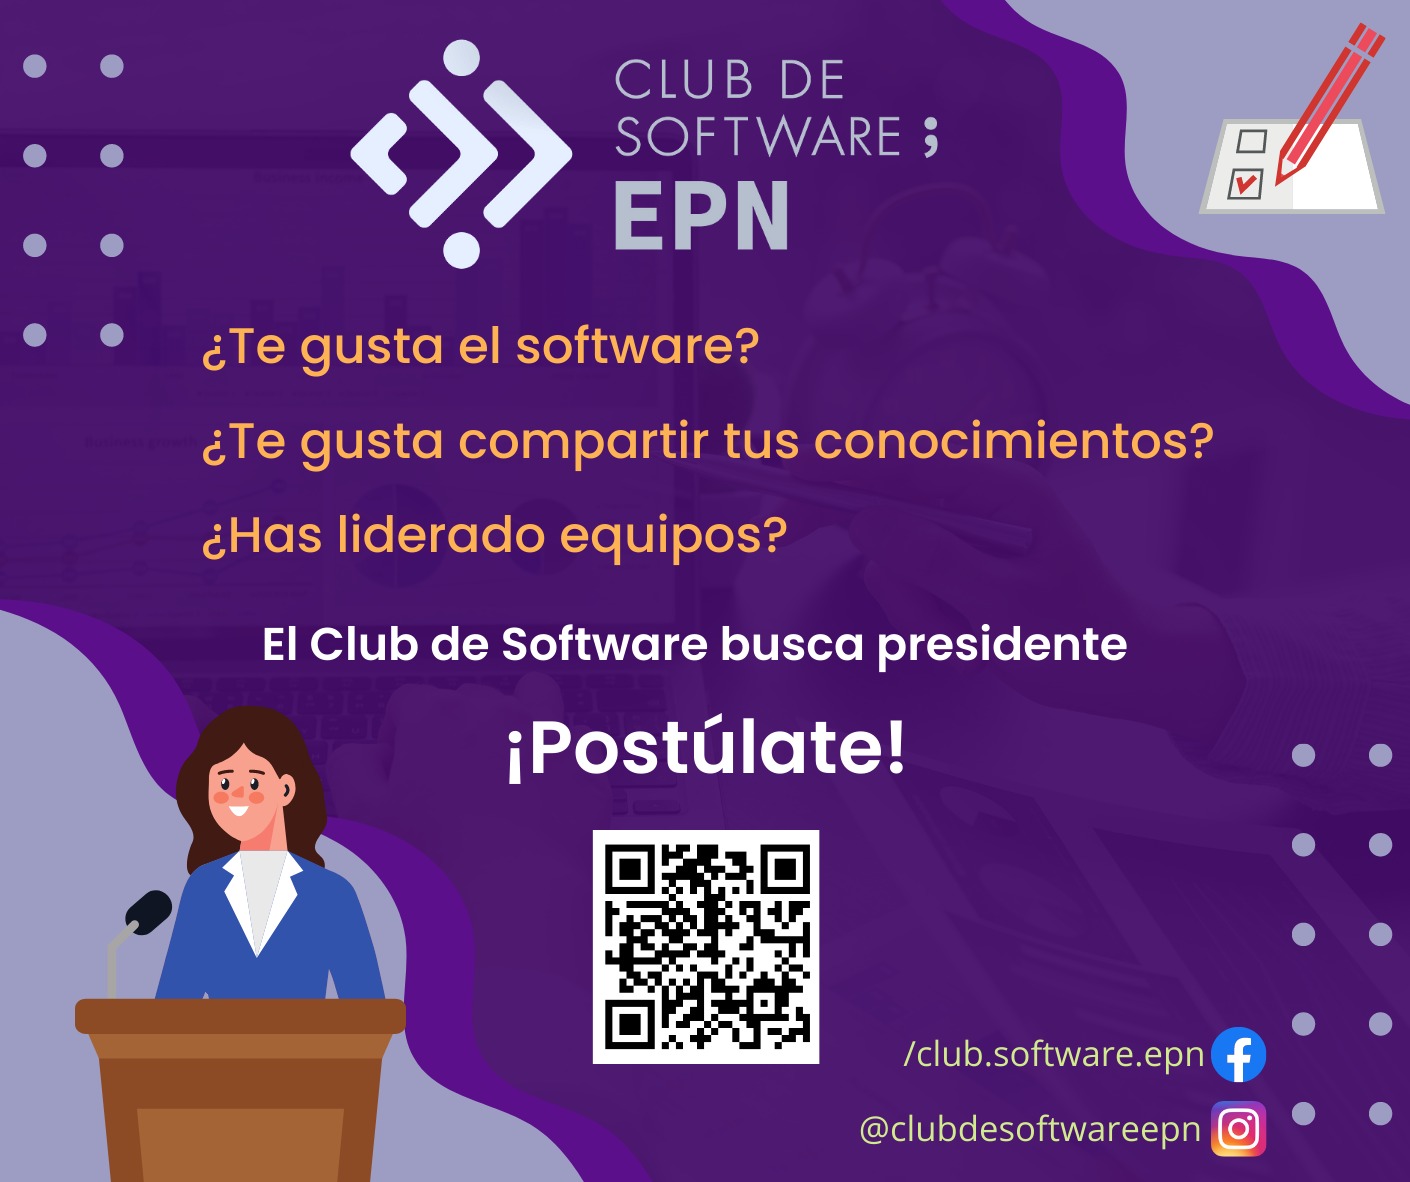 CLUB DE
SOFTWARE ;
EPN
¿Te gusta el software?
¿Te gusta compartir tus conocimientos?
¿Has liderado equipos?
El Club de Software busca presidente
¡Postúlate!
/club.software.epn
@clubdesoftwareepn